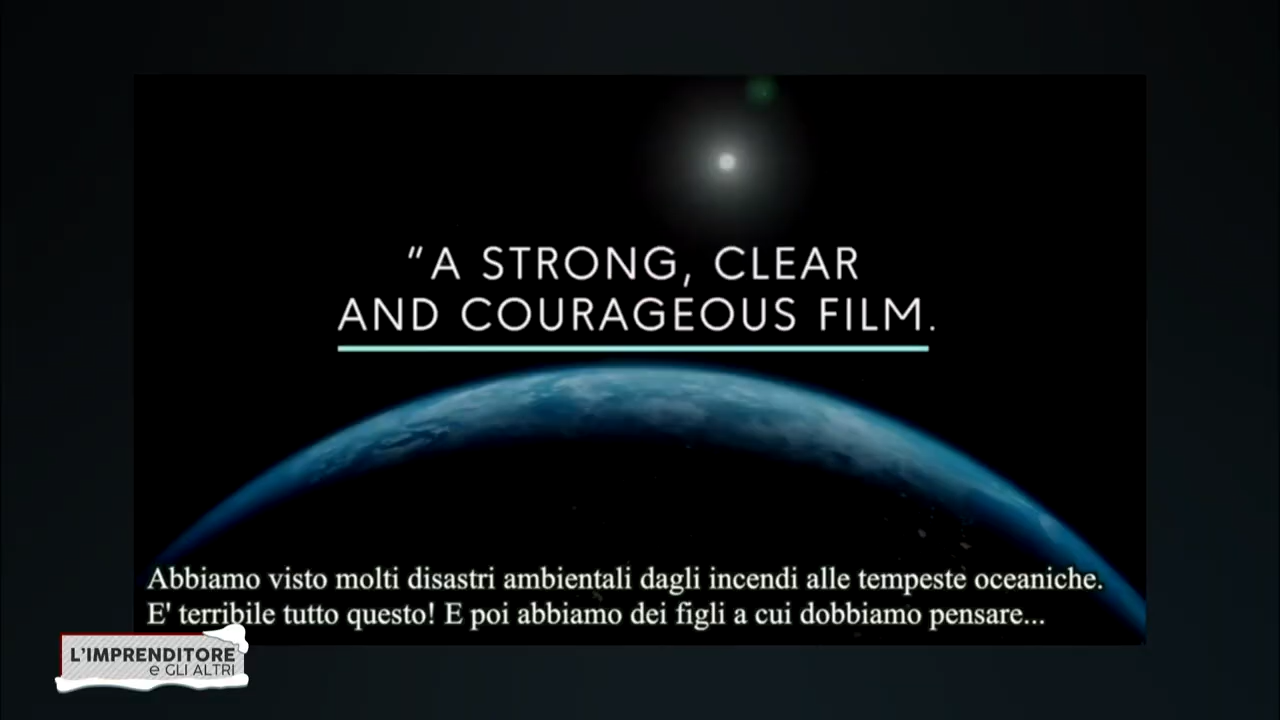 “A STRONG, CLEAR
AND COURAGEOUS FILM.
Abbiamo visto molti disastri ambientali dagli incendi alle tempeste oceaniche.
E' terribile tutto questo! E poi abbiamo dei figli a cui dobbiamo pensare...
L'IMPRENDITORE
e GLI ALTRI